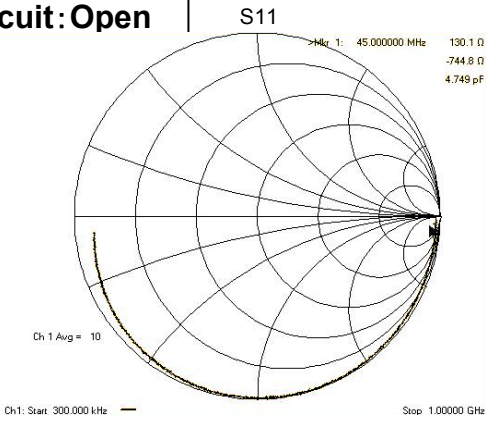 cuit:Open
S11
>Mkr 1: 45.000000 MHz 130.1 Ω
-744.8 Ω
4.749 pF
Ch 1 Avg = 10
Ch1: Start 300.000 kHz
Stop 1.00000 GHz